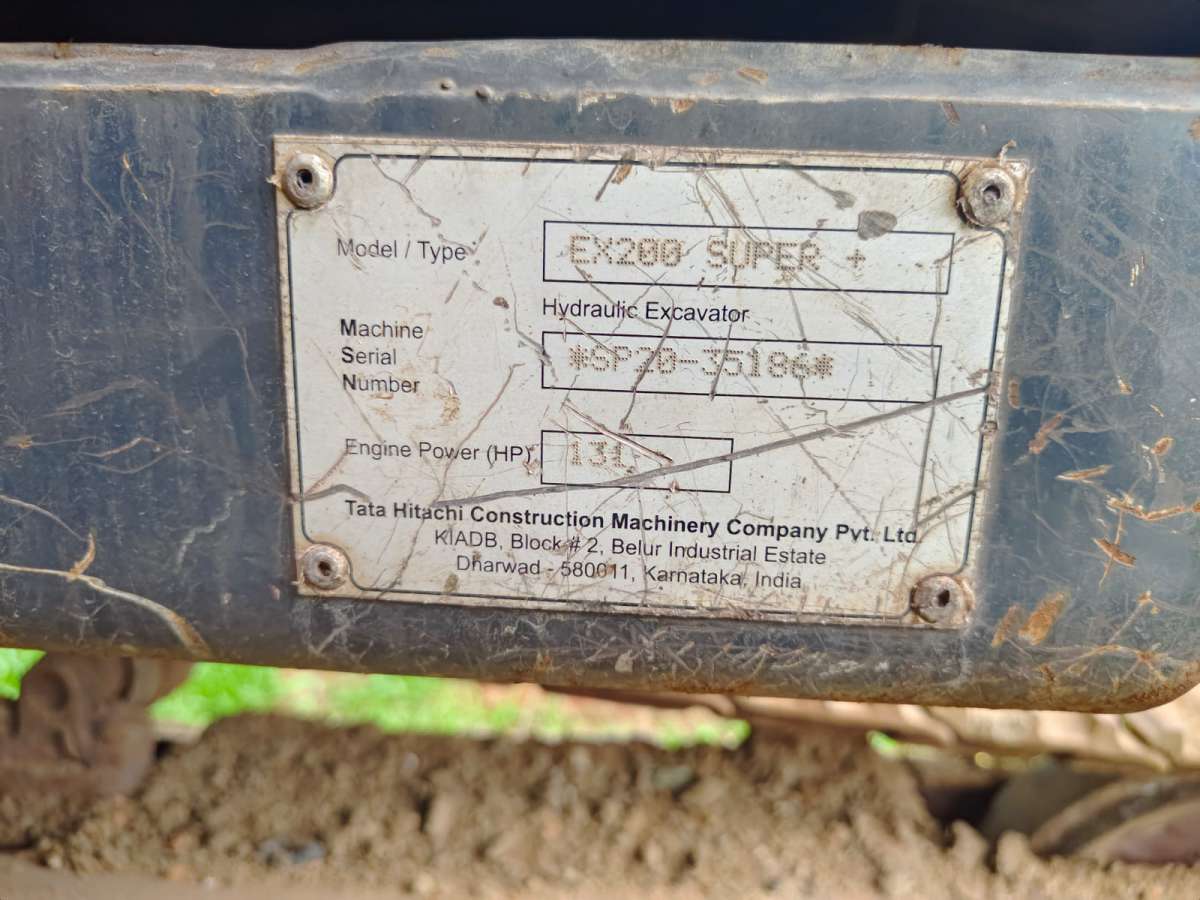 Model / Type EX200 SUPER +
Hydraulic Excavator
Machine
Serial *SP20-35186*
Number
Engine Power (HP) 131
Tata Hitachi Construction Machinery Company Pvt. Ltd
KIADB, Block # 2, Belur Industrial Estate
Dharwad - 580011, Karnataka, India